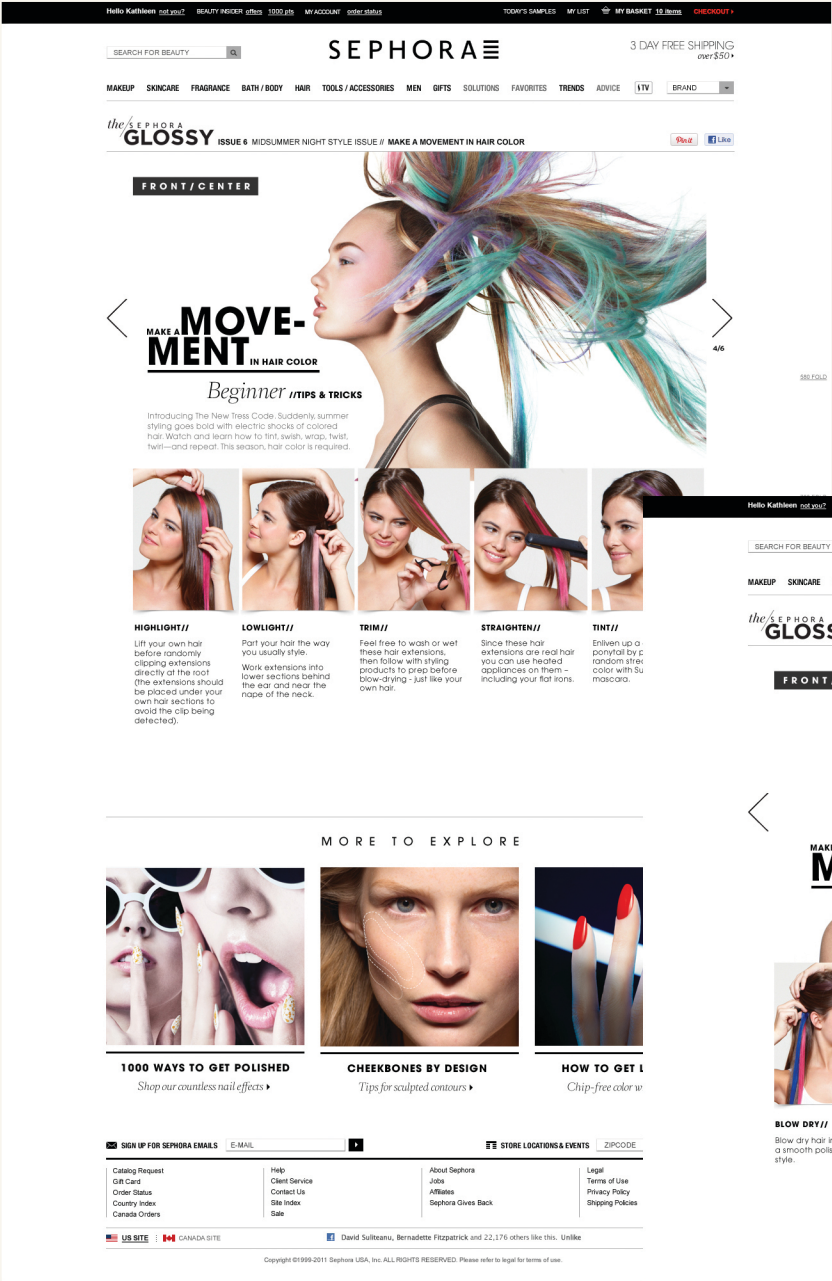 Hello Kathleen not you? BEAUTY INSIDER offers 1000 pts MY ACCOUNT order status TODAY'S SAMPLES MY LIST MY BASKET 10 items CHECKOUT
SEARCH FOR BEAUTY
SEPHORA
3 DAY FREE SHIPPING
over $50
MAKEUP SKINCARE FRAGRANCE BATH / BODY HAIR TOOLS / ACCESSORIES MEN GIFTS SOLUTIONS FAVORITES TRENDS ADVICE TV BRAND
the/SEPHORA
GLOSSY ISSUE 6 MIDSUMMER NIGHT STYLE ISSUE // MAKE A MOVEMENT IN HAIR COLOR
Pin it Like
FRONT/CENTER
MAKE A MOVE-
MENT IN HAIR COLOR
4/6
580 FOLD
Beginner //TIPS & TRICKS
Introducing The New Tress Code. Suddenly, summer
styling goes bold with electric shocks of colored
hair. Watch and learn how to tint, swish, wrap, twist,
twirl—and repeat. This season, hair color is required.
HIGHLIGHT//
Lift your own hair
before randomly
clipping extensions
directly at the root
(the extensions should
be placed under your
own hair sections to
avoid the clip being
detected).
LOWLIGHT//
Part your hair the way
you usually style.
Work extensions into
lower sections behind
the ear and near the
nape of the neck.
TRIM//
Feel free to wash or wet
these hair extensions,
then follow with styling
products to prep before
blow-drying - just like your
own hair.
STRAIGHTEN//
Since these hair
extensions are real hair
you can use heated
appliances on them –
including your flat irons.
TINT//
Enliven up a
ponytail by p
random stre
color with Su
mascara.
MORE TO EXPLORE
1000 WAYS TO GET POLISHED
Shop our countless nail effects
CHEEKBONES BY DESIGN
Tips for sculpted contours
HOW TO GET L
Chip-free color w
SIGN UP FOR SEPHORA EMAILS E-MAIL STORE LOCATIONS & EVENTS ZIPCODE
Catalog Request
Gift Card
Order Status
Country Index
Canada Orders
Help
Client Service
Contact Us
Site Index
Sale
About Sephora
Jobs
Affiliates
Sephora Gives Back
Legal
Terms of Use
Privacy Policy
Shipping Policies
US SITE CANADA SITE David Suliteanu, Bernadette Fitzpatrick and 22,176 others like this. Unlike
Copyright ©1999-2011 Sephora USA, Inc. ALL RIGHTS RESERVED. Please refer to legal for terms of use.
Hello Kathleen not you?
SEARCH FOR BEAUTY
MAKEUP SKINCARE
the/SEPHORA
GLOSS
FRONT/
MAK
M
BLOW DRY//
Blow dry hair i
a smooth polis
style.